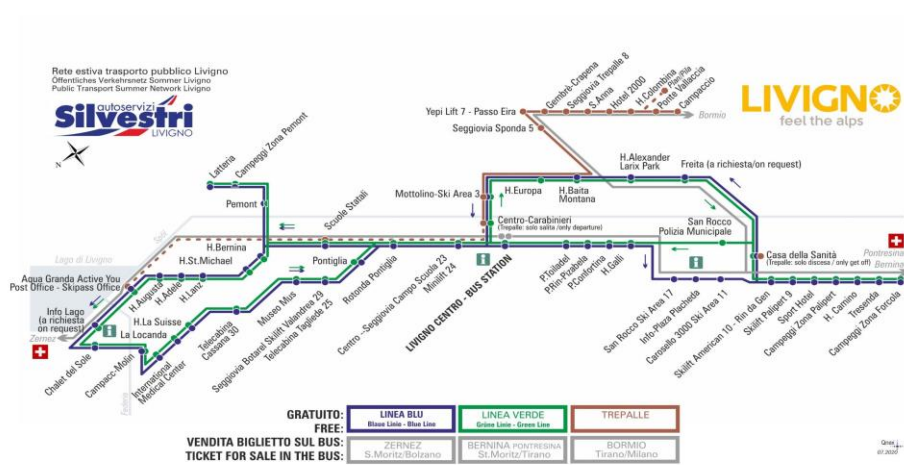 Rete estiva trasporto pubblico Livigno
Öffentliches Verkehrsnetz Sommer Livigno
Public Transport Summer Network Livigno
autoservizi
Silvestri
LIVIGNO
LIVIGNO
feel the alps
Yepi Lift 7 - Passo Eira
Gembrè-Crapena
Seggiovia Trepalle 8
S.Anna
Hotel 2000
H.Colombina
Plan/Pila
Ponte Vallaccia
Campaccio
Bormio
Seggiovia Sponda 5
Latteria
Campeggi Zona Pemont
Pemont
Scuole Statali
Mottolino-Ski Area 3
H.Europa
H.Baita
Montana
H.Alexander
Larix Park
Freita (a richiesta/on request)
Centro-Carabinieri
(Trepalle: solo salita /only departure)
San Rocco
Polizia Municipale
Casa della Sanità
(Trepalle: solo discesa / only get off)
Pontresina
Bernina
Lago di Livigno
Aqua Granda Active You
Post Office - Skipass Office
Info Lago (a richiesta
on request)
Zernez
H.Bernina
H.St.Michael
H.Augusta
H.Adele
H.Lanz
Pontiglia
H.La Suisse
La Locanda
Chalet del Sole
Campacc-Molin
Federia
International
Medical Center
Telecabina
Cassana 30
Museo Mus
Seggiovia Botarel Skilift Valandrea 29
Telecabina Tagliede 25
Rotonda Pontiglia
Centro -Seggiovia Campo Scuola 23
Minilift 24
LIVIGNO CENTRO - BUS STATION
P.Toiladel
P.Rin-Pizabela
P.Confortina
H.Galli
San Rocco Ski Area 17
Info-Plaza Placheda
Carosello 3000 Ski Area 11
Skilift American 10 - Rin da Gen
Skilift Palipert 9
Sport Hotel
Campeggi Zona Palipert
H. Camino
Tresenda
Campeggi Zona Forcola
GRATUITO:
FREE:
LINEA BLU
Blaue Linie - Blue Line
LINEA VERDE
Grüne Linie - Green Line
TREPALLE
VENDITA BIGLIETTO SUL BUS:
TICKET FOR SALE IN THE BUS:
ZERNEZ
S.Moritz/Bolzano
BERNINA PONTRESINA
St.Moritz/Tirano
BORMIO
Tirano/Milano
07.2020